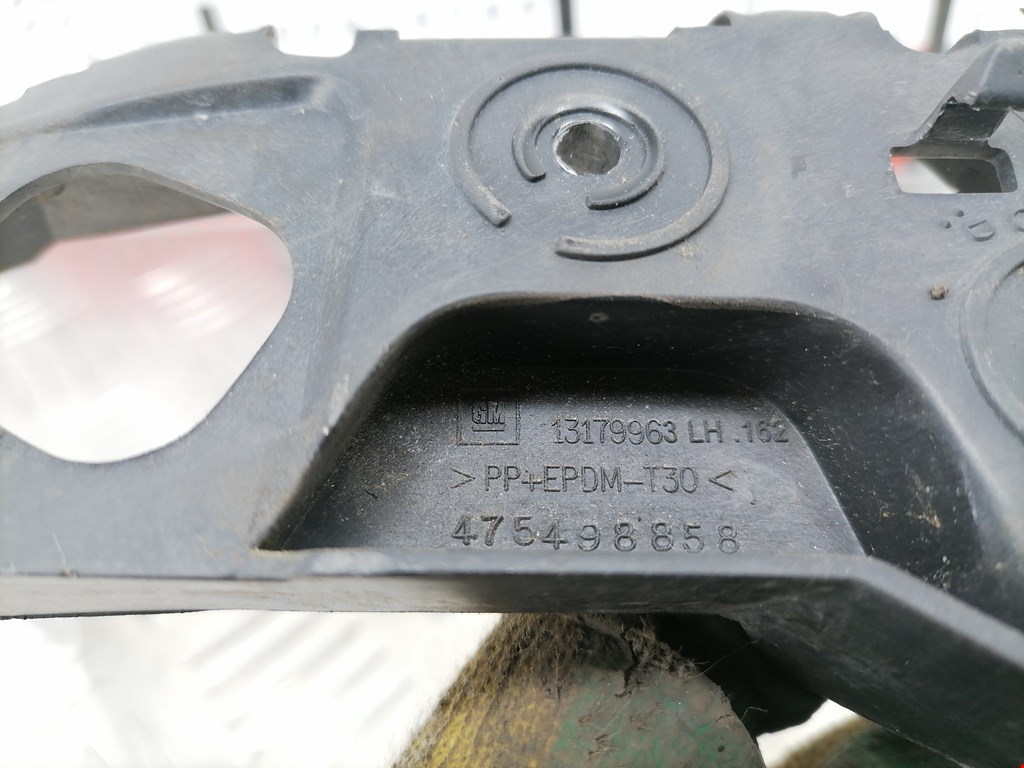 GM 13179963 LH .162
>PP+EPDM-T30<
475498858